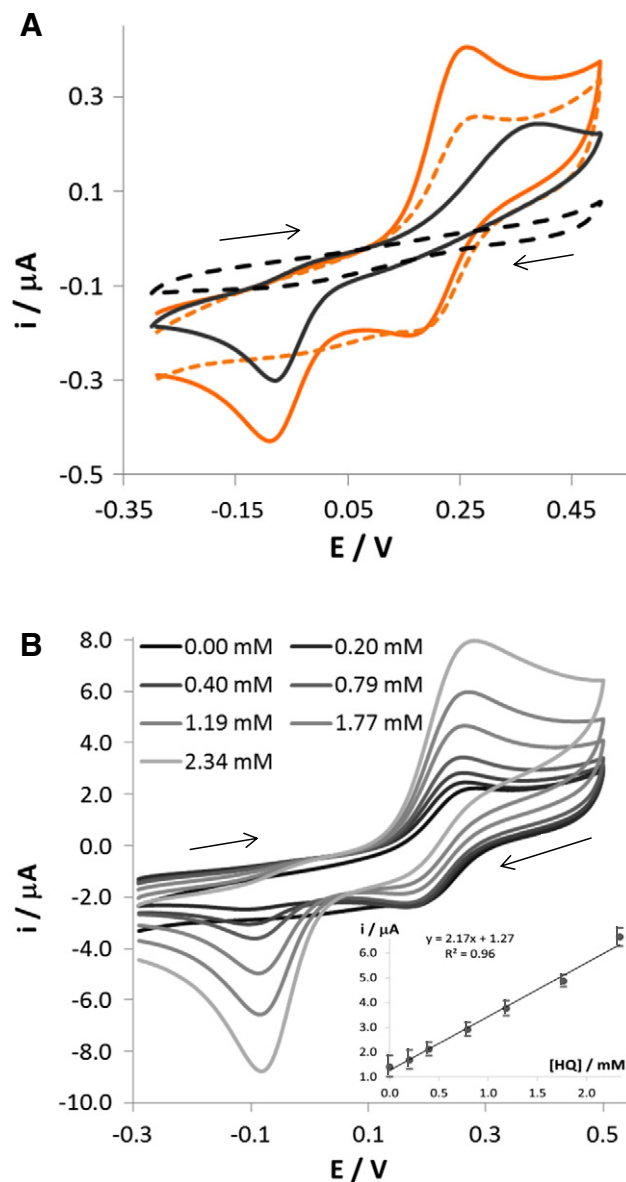 A
i / µA
0.3
0.1
-0.1
-0.3
-0.5
-0.35 -0.15 0.05 0.25 0.45
E / V
B
i / µA
8.0
6.0
4.0
2.0
0.0
-2.0
-4.0
-6.0
-8.0
-10.0
0.00 mM 0.20 mM
0.40 mM 0.79 mM
1.19 mM 1.77 mM
2.34 mM
i / µA
y = 2.17x + 1.27
R² = 0.96
6.0
5.0
4.0
3.0
2.0
1.0
[HQ] / mM
0.0 0.5 1.0 1.5 2.0
-0.3 -0.1 0.1 0.3 0.5
E / V